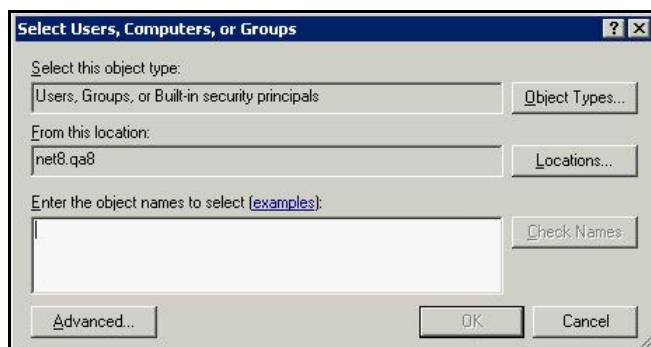 Select Users, Computers, or Groups
Select this object type:
Users, Groups, or Built-in security principals
Object Types...
From this location:
net8.qa8
Locations...
Enter the object names to select (examples):
Check Names
Advanced...
OK
Cancel